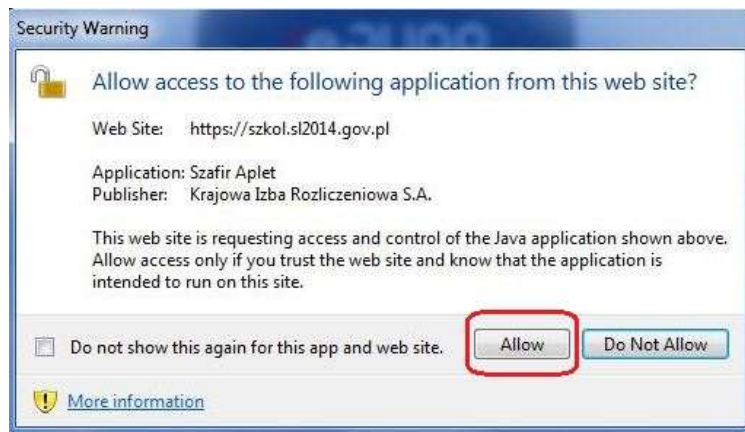 Security Warning
Allow access to the following application from this web site?
Web Site: https://szkol.sl2014.gov.pl
Application: Szafir Aplet
Publisher: Krajowa Izba Rozliczeniowa S.A.
This web site is requesting access and control of the Java application shown above.
Allow access only if you trust the web site and know that the application is
intended to run on this site.
Do not show this again for this app and web site.
Allow
Do Not Allow
More information